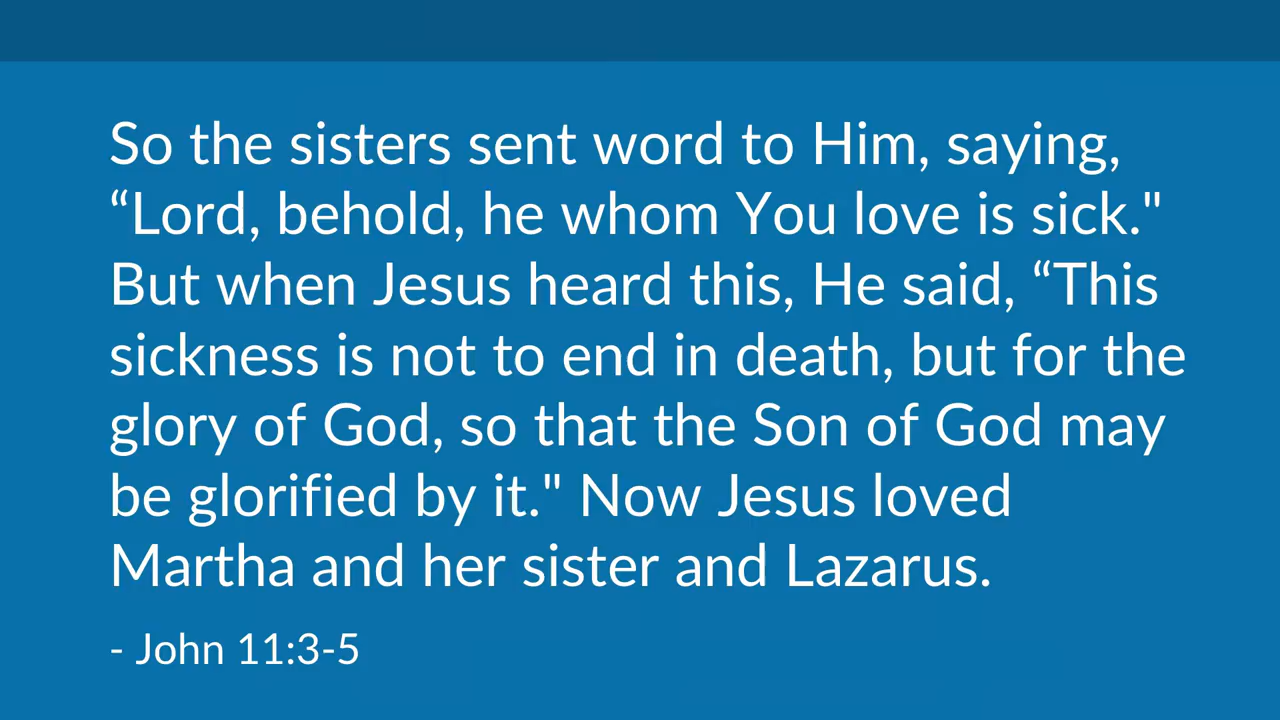 So the sisters sent word to Him, saying,
“Lord, behold, he whom You love is sick."
But when Jesus heard this, He said, “This
sickness is not to end in death, but for the
glory of God, so that the Son of God may
be glorified by it." Now Jesus loved
Martha and her sister and Lazarus.
- John 11:3-5